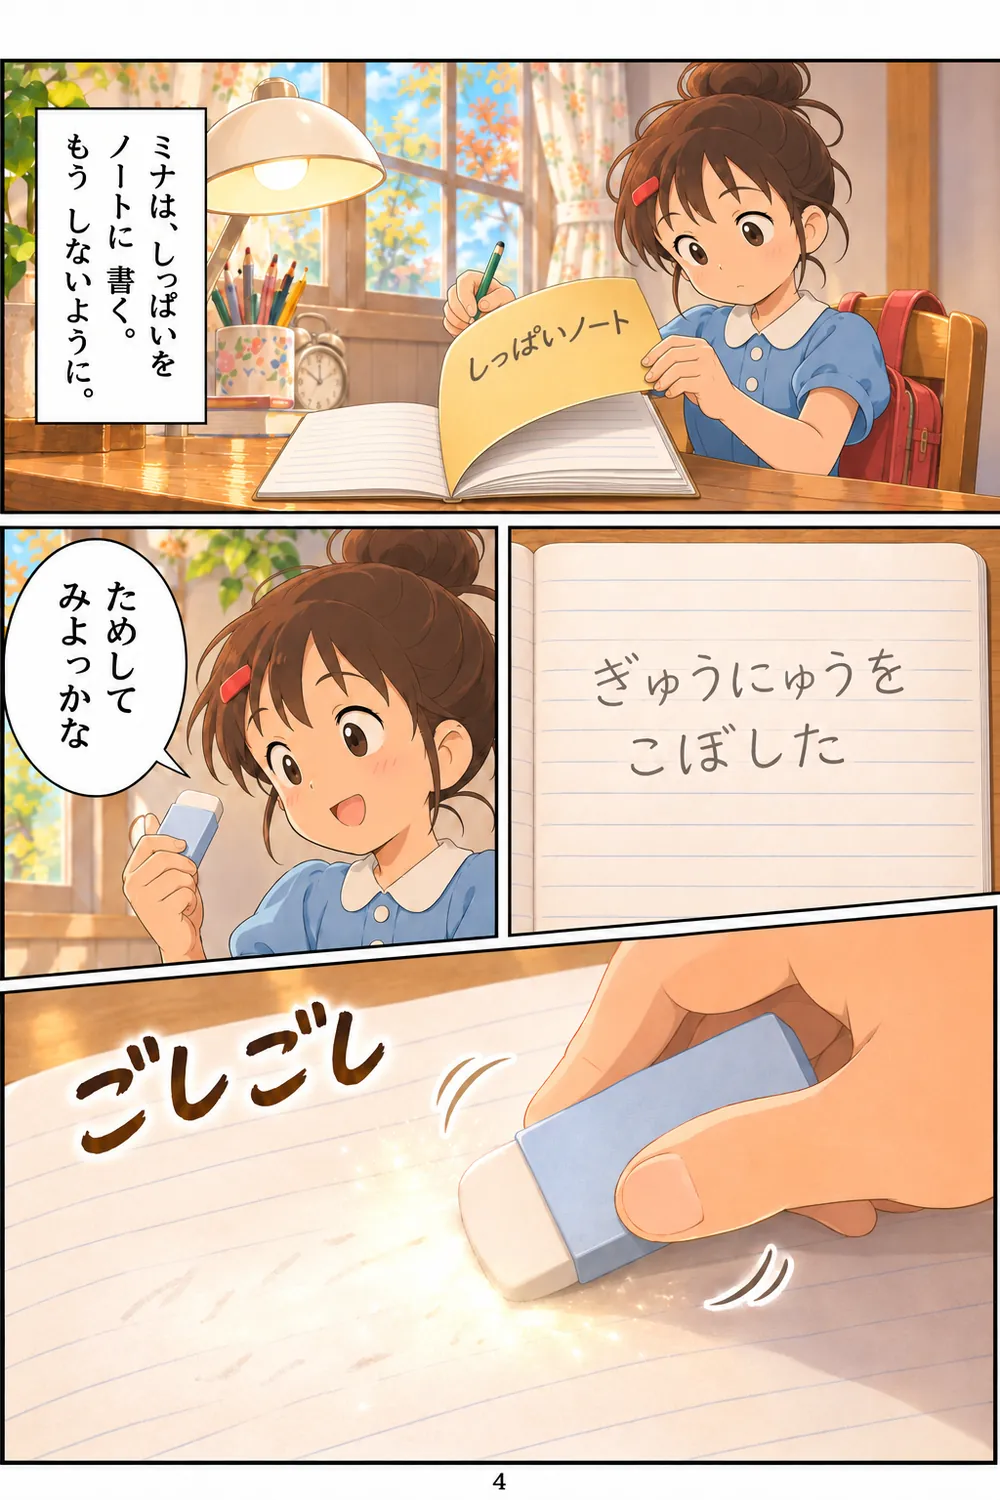 ミナは、しっぱいを
ノートに 書く。
もう しないように。
しっぱいノート
ためして
みよっかな
ぎゅうにゅうを
こぼした
ごしごし
4